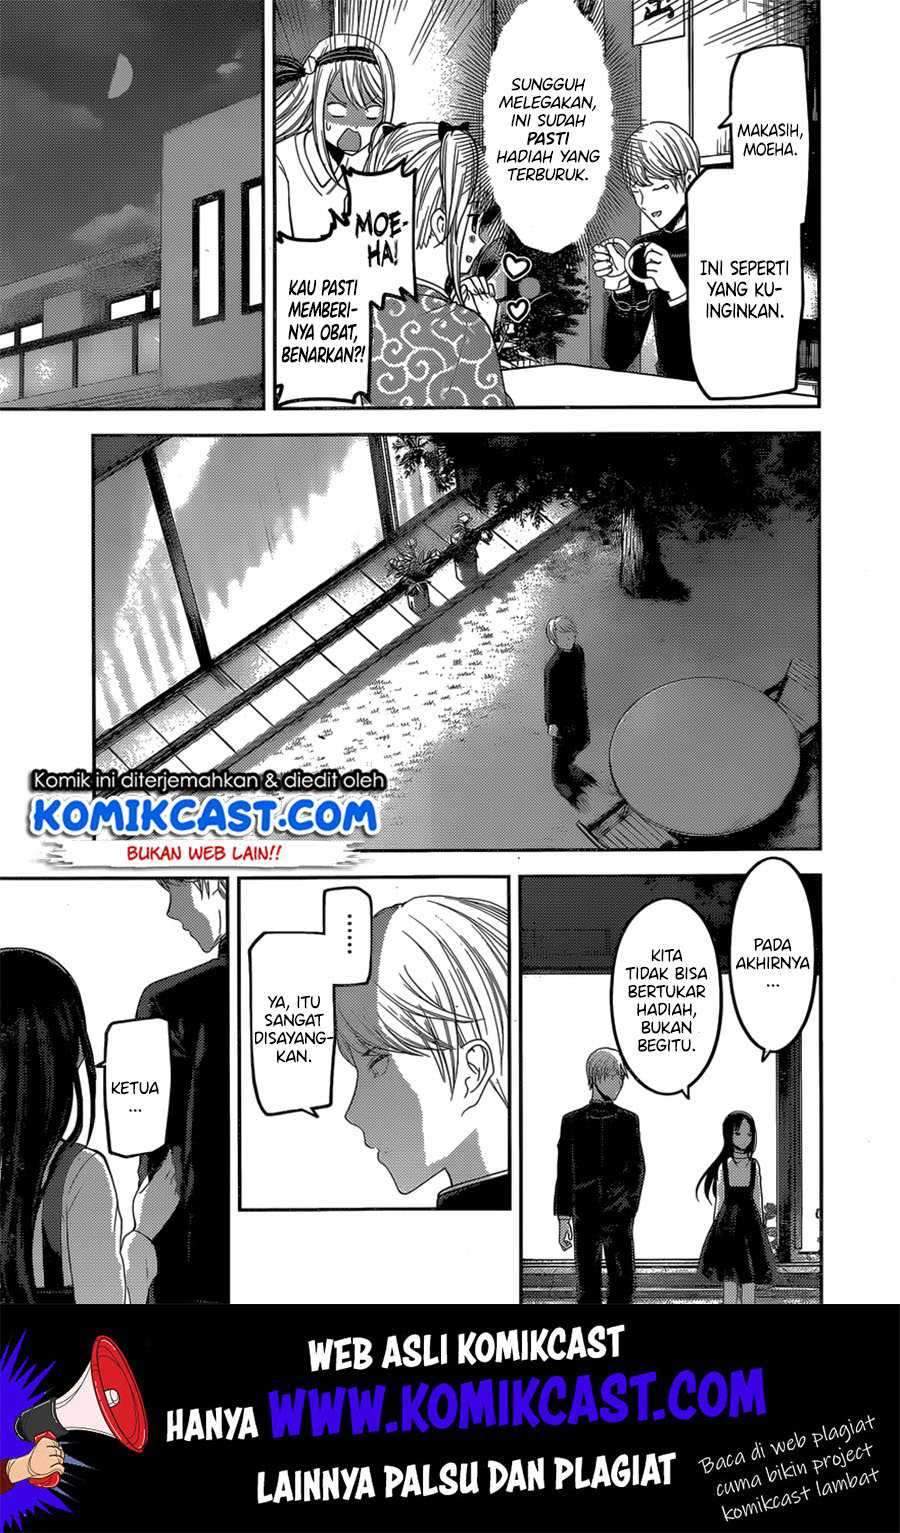 MAKASIH,
MOEHA.
INI SEPERTI
YANG KU-
INGINKAN.
SUNGGUH
MELEGAKAN,
INI SUDAH
PASTI
HADIAH YANG
TERBURUK.
MOE-
HA!
KAU PASTI
MEMBERI-
NYA OBAT,
BENARKAN?!
Komik ini diterjemahkan & diedit oleh
KOMIKCAST.COM
BUKAN WEB LAIN!!
PADA
AKHIRNYA
...
KITA
TIDAK BISA
BERTUKAR
HADIAH,
BUKAN
BEGITU.
......
YA, ITU
SANGAT
DISAYANG-
KAN.
KETUA
...
WEB ASLI KOMIKCAST
HANYA WWW.KOMIKCAST.COM
LAINNYA PALSU DAN PLAGIAT
Baca di web plagiat
cuma bikin project
komikcast lambat